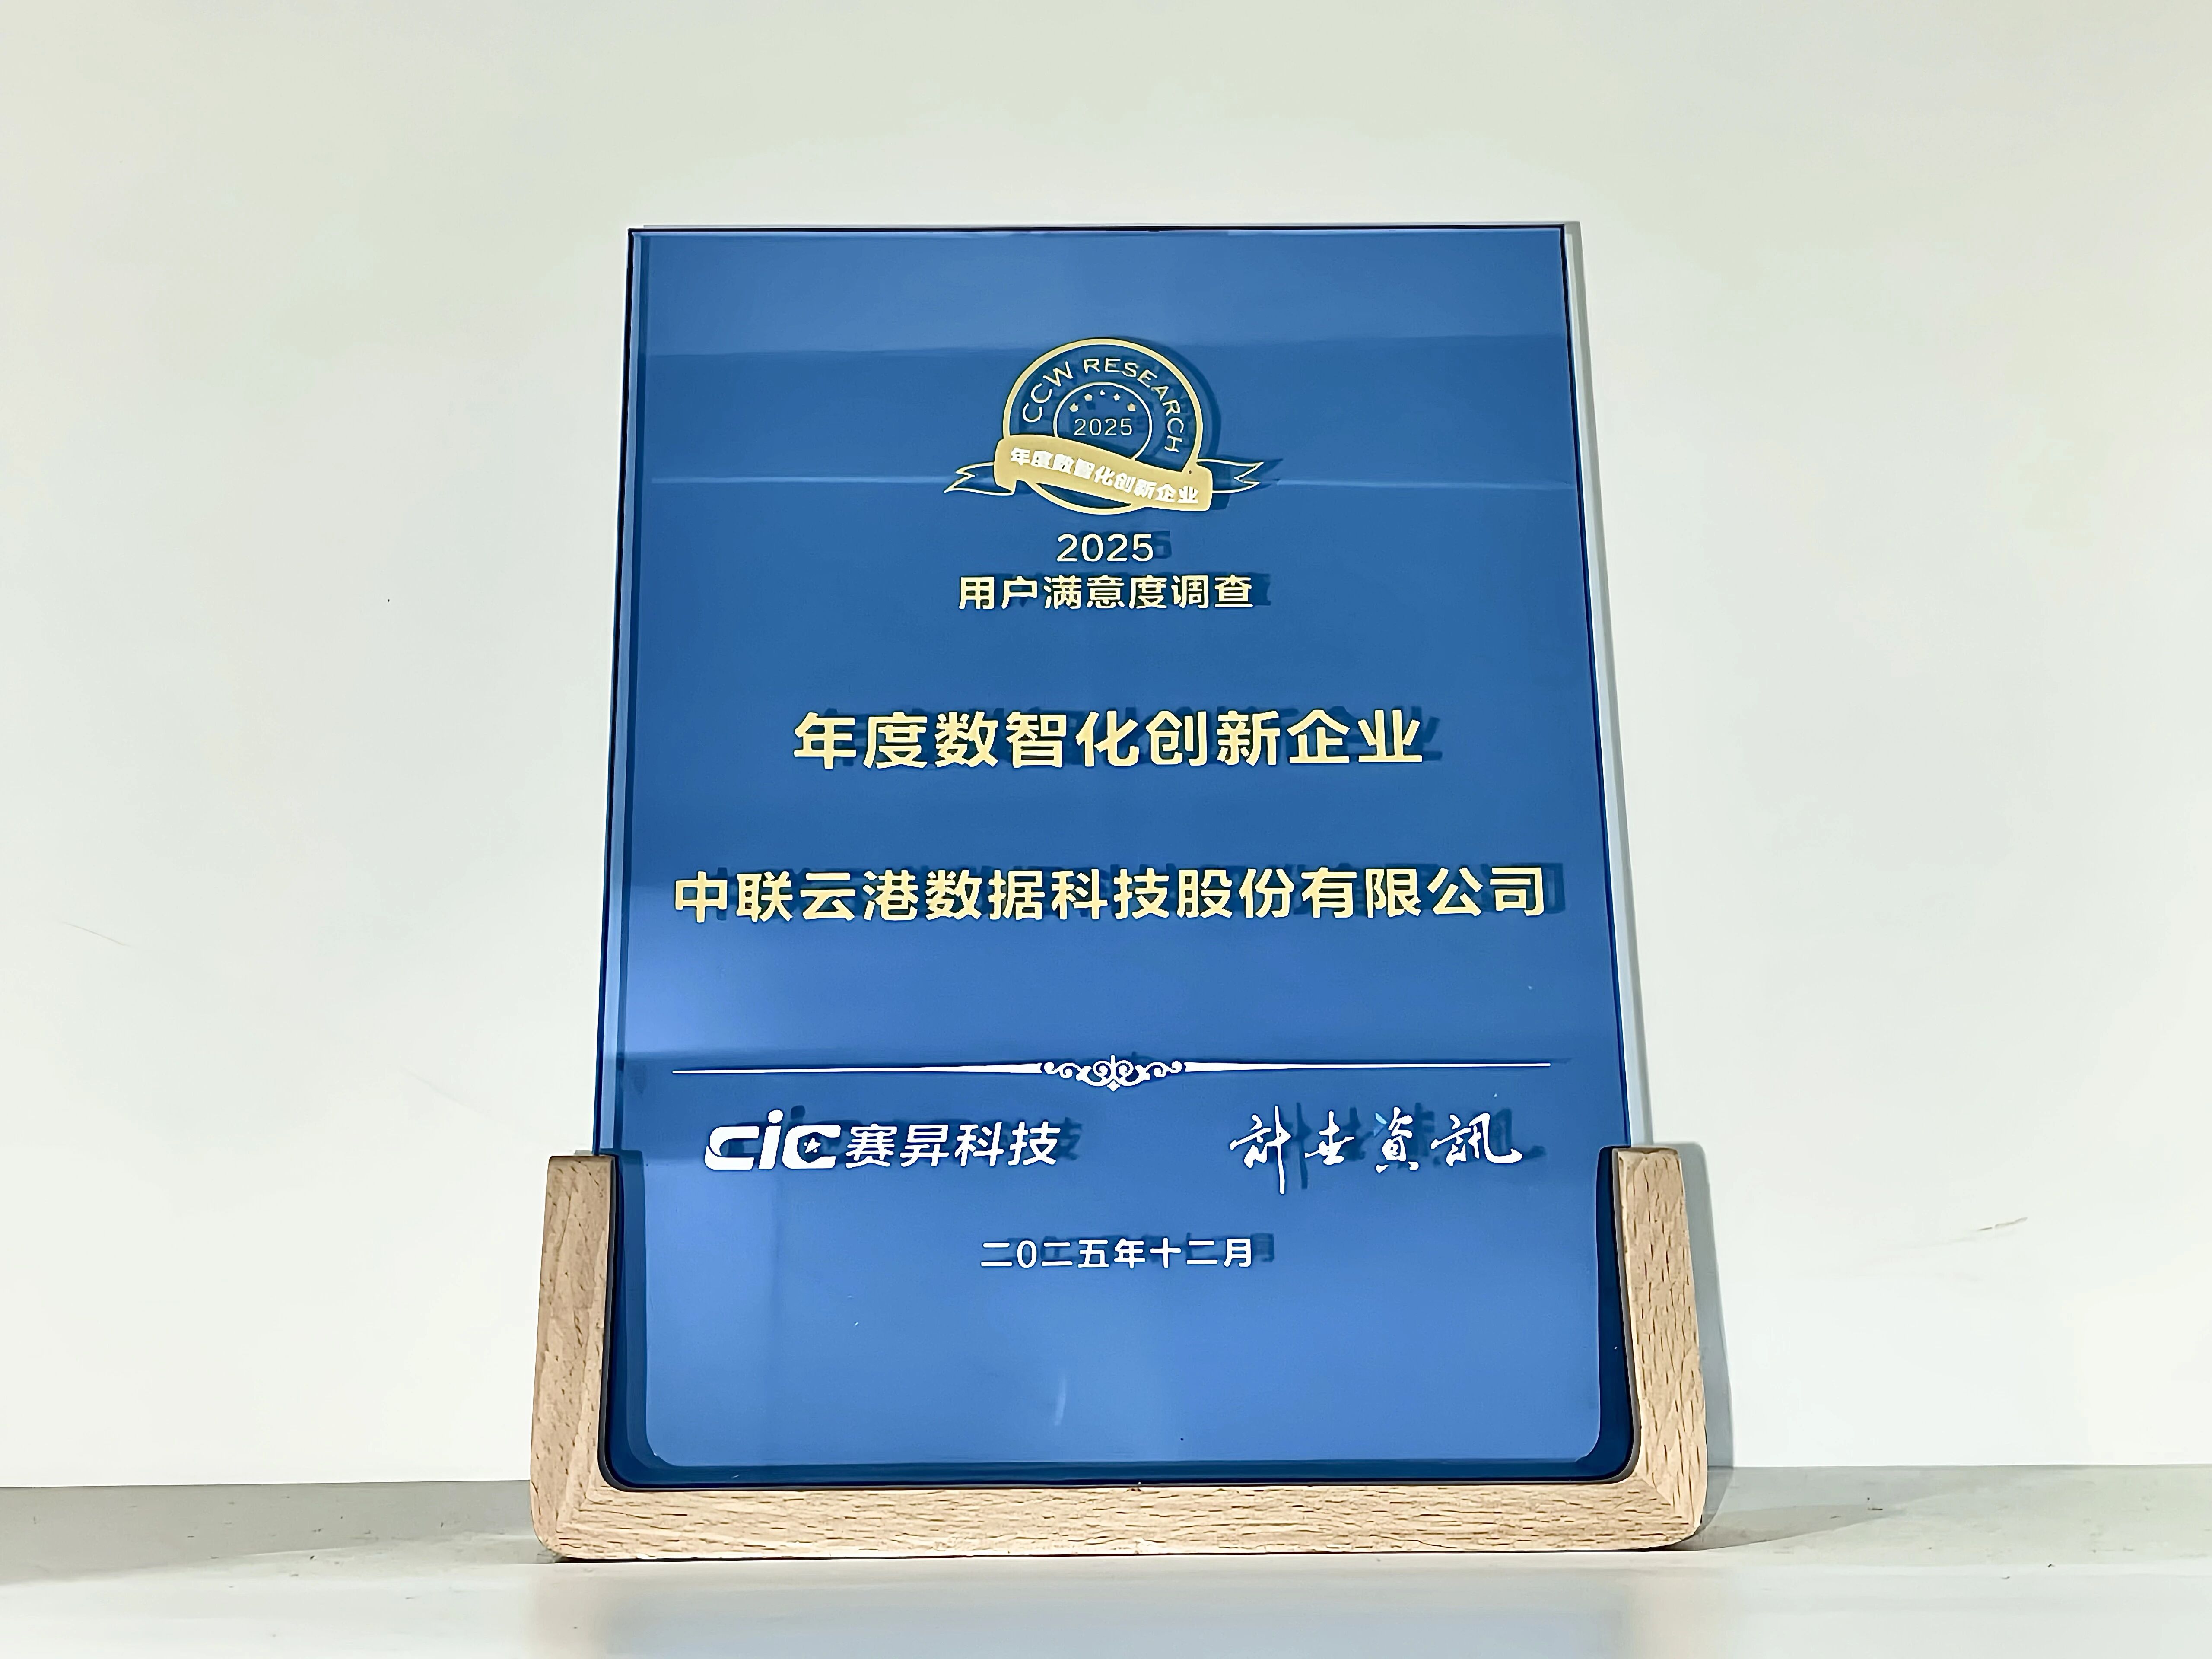 CCW RESEARCH
2025
年度数智化创新企业
2025
用户满意度调查
年度数智化创新企业
中联云港数据科技股份有限公司
cic赛昇科技 計世資訊
二〇二五年十二月